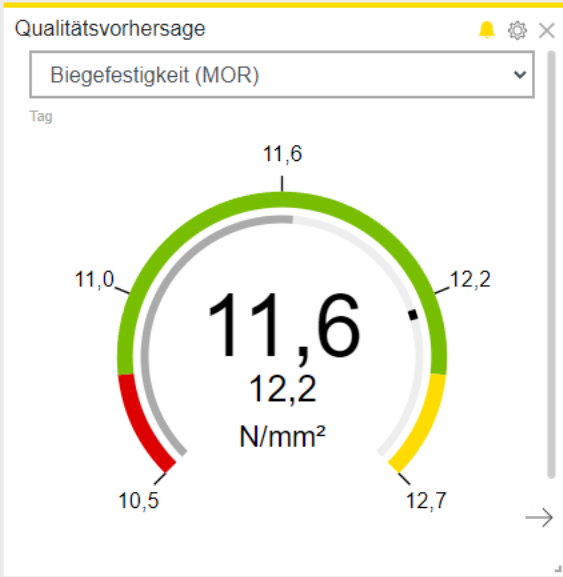 Qualitätsvorhersage
Biegefestigkeit (MOR)
Tag
11,6
11,0
12,2
11,6
12,2
N/mm²
10,5
12,7